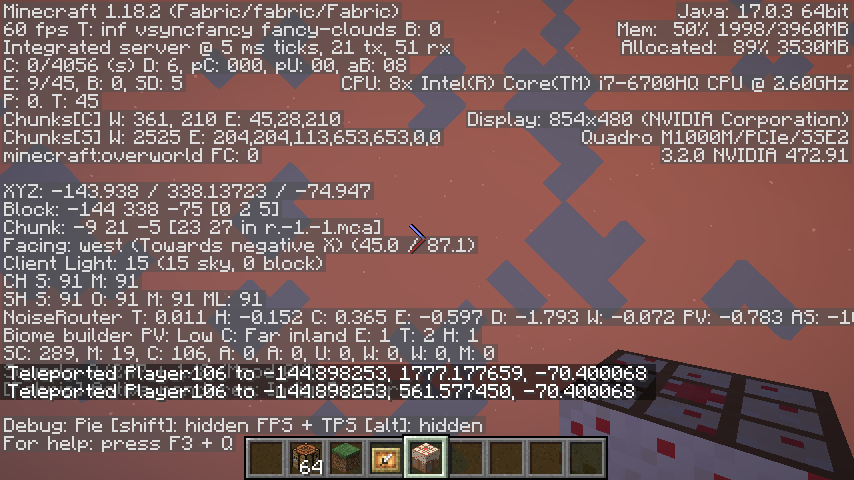 Minecraft 1.18.2 (Fabric/fabric/Fabric)
60 fps T: inf vsyncfancy fancy-clouds B: 0
Integrated server @ 5 ms ticks, 21 tx, 51 rx
C: 0/4056 (s) D: 6, pC: 000, pU: 00, aB: 08
E: 9/45, B: 0, SD: 5
P: 0. T: 45
Chunks[C] W: 361, 210 E: 45,28,210
Chunks[S] W: 2525 E: 204,204,113,653,653,0,0
minecraft:overworld FC: 0
XYZ: -143.938 / 338.13723 / -74.947
Block: -144 338 -75 [0 2 5]
Chunk: -9 21 -5 [23 27 in r.-1.-1.mca]
Facing: west (Towards negative X) (45.0 / 87.1)
Client Light: 15 (15 sky, 0 block)
CH S: 91 M: 91
SH S: 91 O: 91 M: 91 ML: 91
NoiseRouter T: 0.011 H: -0.152 C: 0.365 E: -0.597 D: -1.793 W: -0.072 PV: -0.783 AS: -1
Biome builder PV: Low C: Far inland E: 1 T: 2 H: 1
SC: 289, M: 19, C: 106, A: 0, A: 0, U: 0, W: 0, W: 0, M: 0
Teleported Player106 to -144.898253, 1777.177659, -70.400068
Teleported Player106 to -144.898253, 561.577450, -70.400068
Debug: Pie [shift]: hidden FPS + TPS [alt]: hidden
For help: press F3 + Q
Java: 17.0.3 64bit
Mem: 50% 1998/3960MB
Allocated: 89% 3530MB
CPU: 8x Intel(R) Core(TM) i7-6700HQ CPU @ 2.60GHz
Display: 854x480 (NVIDIA Corporation)
Quadro M1000M/PCIe/SSE2
3.2.0 NVIDIA 472.91
64